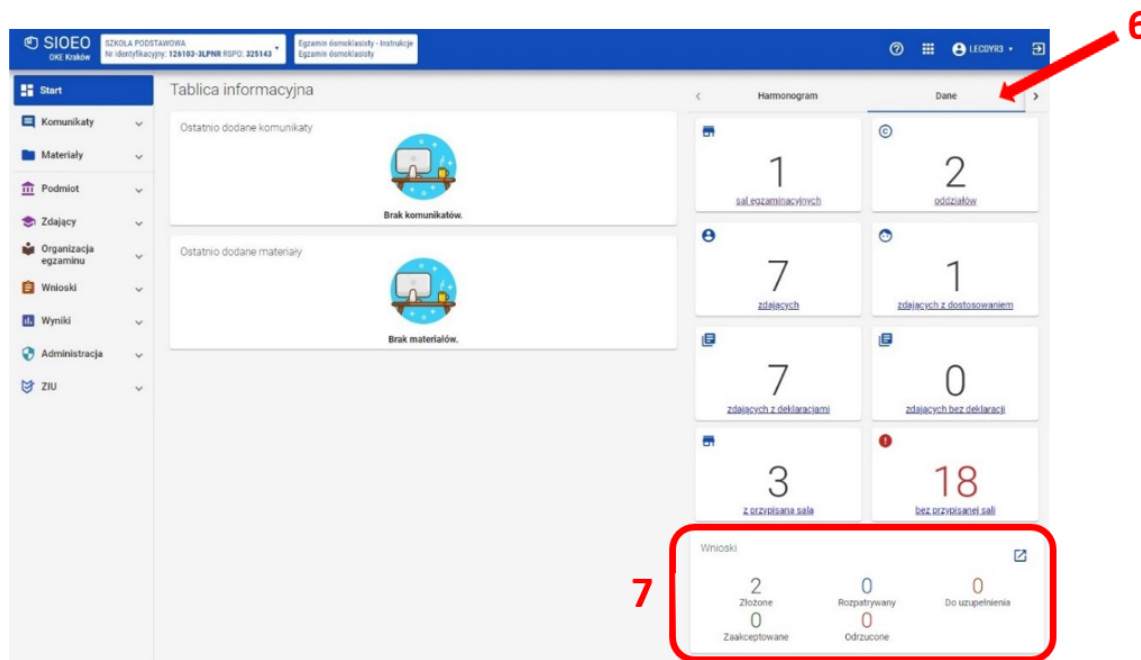 6
SIOEO
OKE Kraków
SZKOŁA PODSTAWOWA
Nr identyfikacyjny: 126103-3LPNR RSPO: 325143
Egzamin ósmoklasisty - Instrukcje
Egzamin ósmoklasisty
LECDYR3
Start
Komunikaty
Materiały
Podmiot
Zdający
Organizacja
egzaminu
Wnioski
Wyniki
Administracja
ZIU
Tablica informacyjna
Ostatnio dodane komunikaty
Brak komunikatów.
Ostatnio dodane materiały
Brak materiałów.
Harmonogram
Dane
1
sal egzaminacyjnych
2
oddziałów
7
zdających
1
zdających z dostosowaniem
7
zdających z deklaracjami
0
zdających bez deklaracji
3
z przypisaną salą
18
bez przypisanej sali
7
Wnioski
2
Złożone
0
Rozpatrywany
0
Do uzupełnienia
0
Zaakceptowane
0
Odrzucone